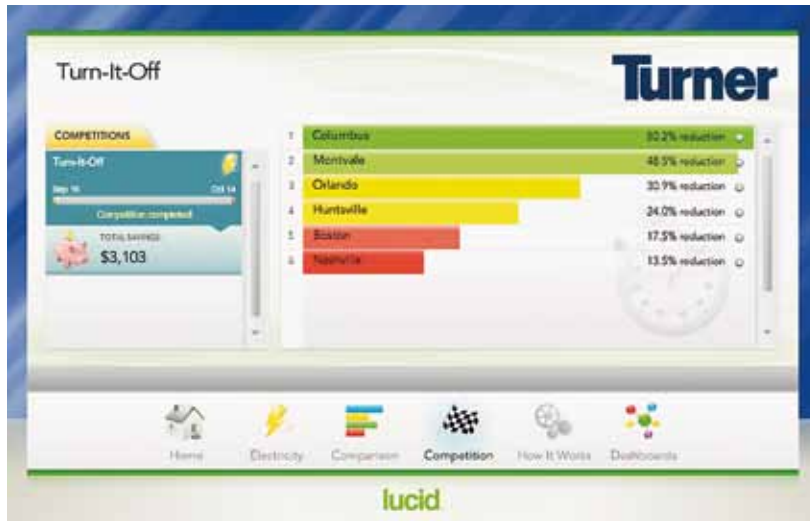 Turn-It-Off
Turner
COMPETITIONS
Turn-It-Off
Sep 16 Oct 14
Competition completed
TOTAL SAVINGS
$3,103
1 Columbus 50.2% reduction
2 Montvale 48.5% reduction
3 Orlando 30.9% reduction
4 Huntsville 24.0% reduction
5 Boston 17.5% reduction
6 Nashville 13.5% reduction
Home Electricity Comparison Competition How It Works Dashboards
lucid